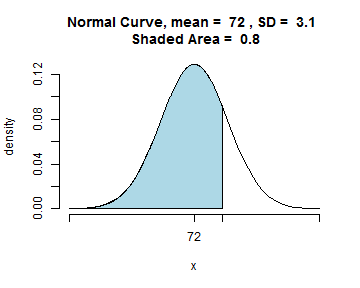 Normal Curve, mean =  72 , SD =  3.1
Shaded Area =  0.8
density
0.12
0.08
0.04
0.00
72
x